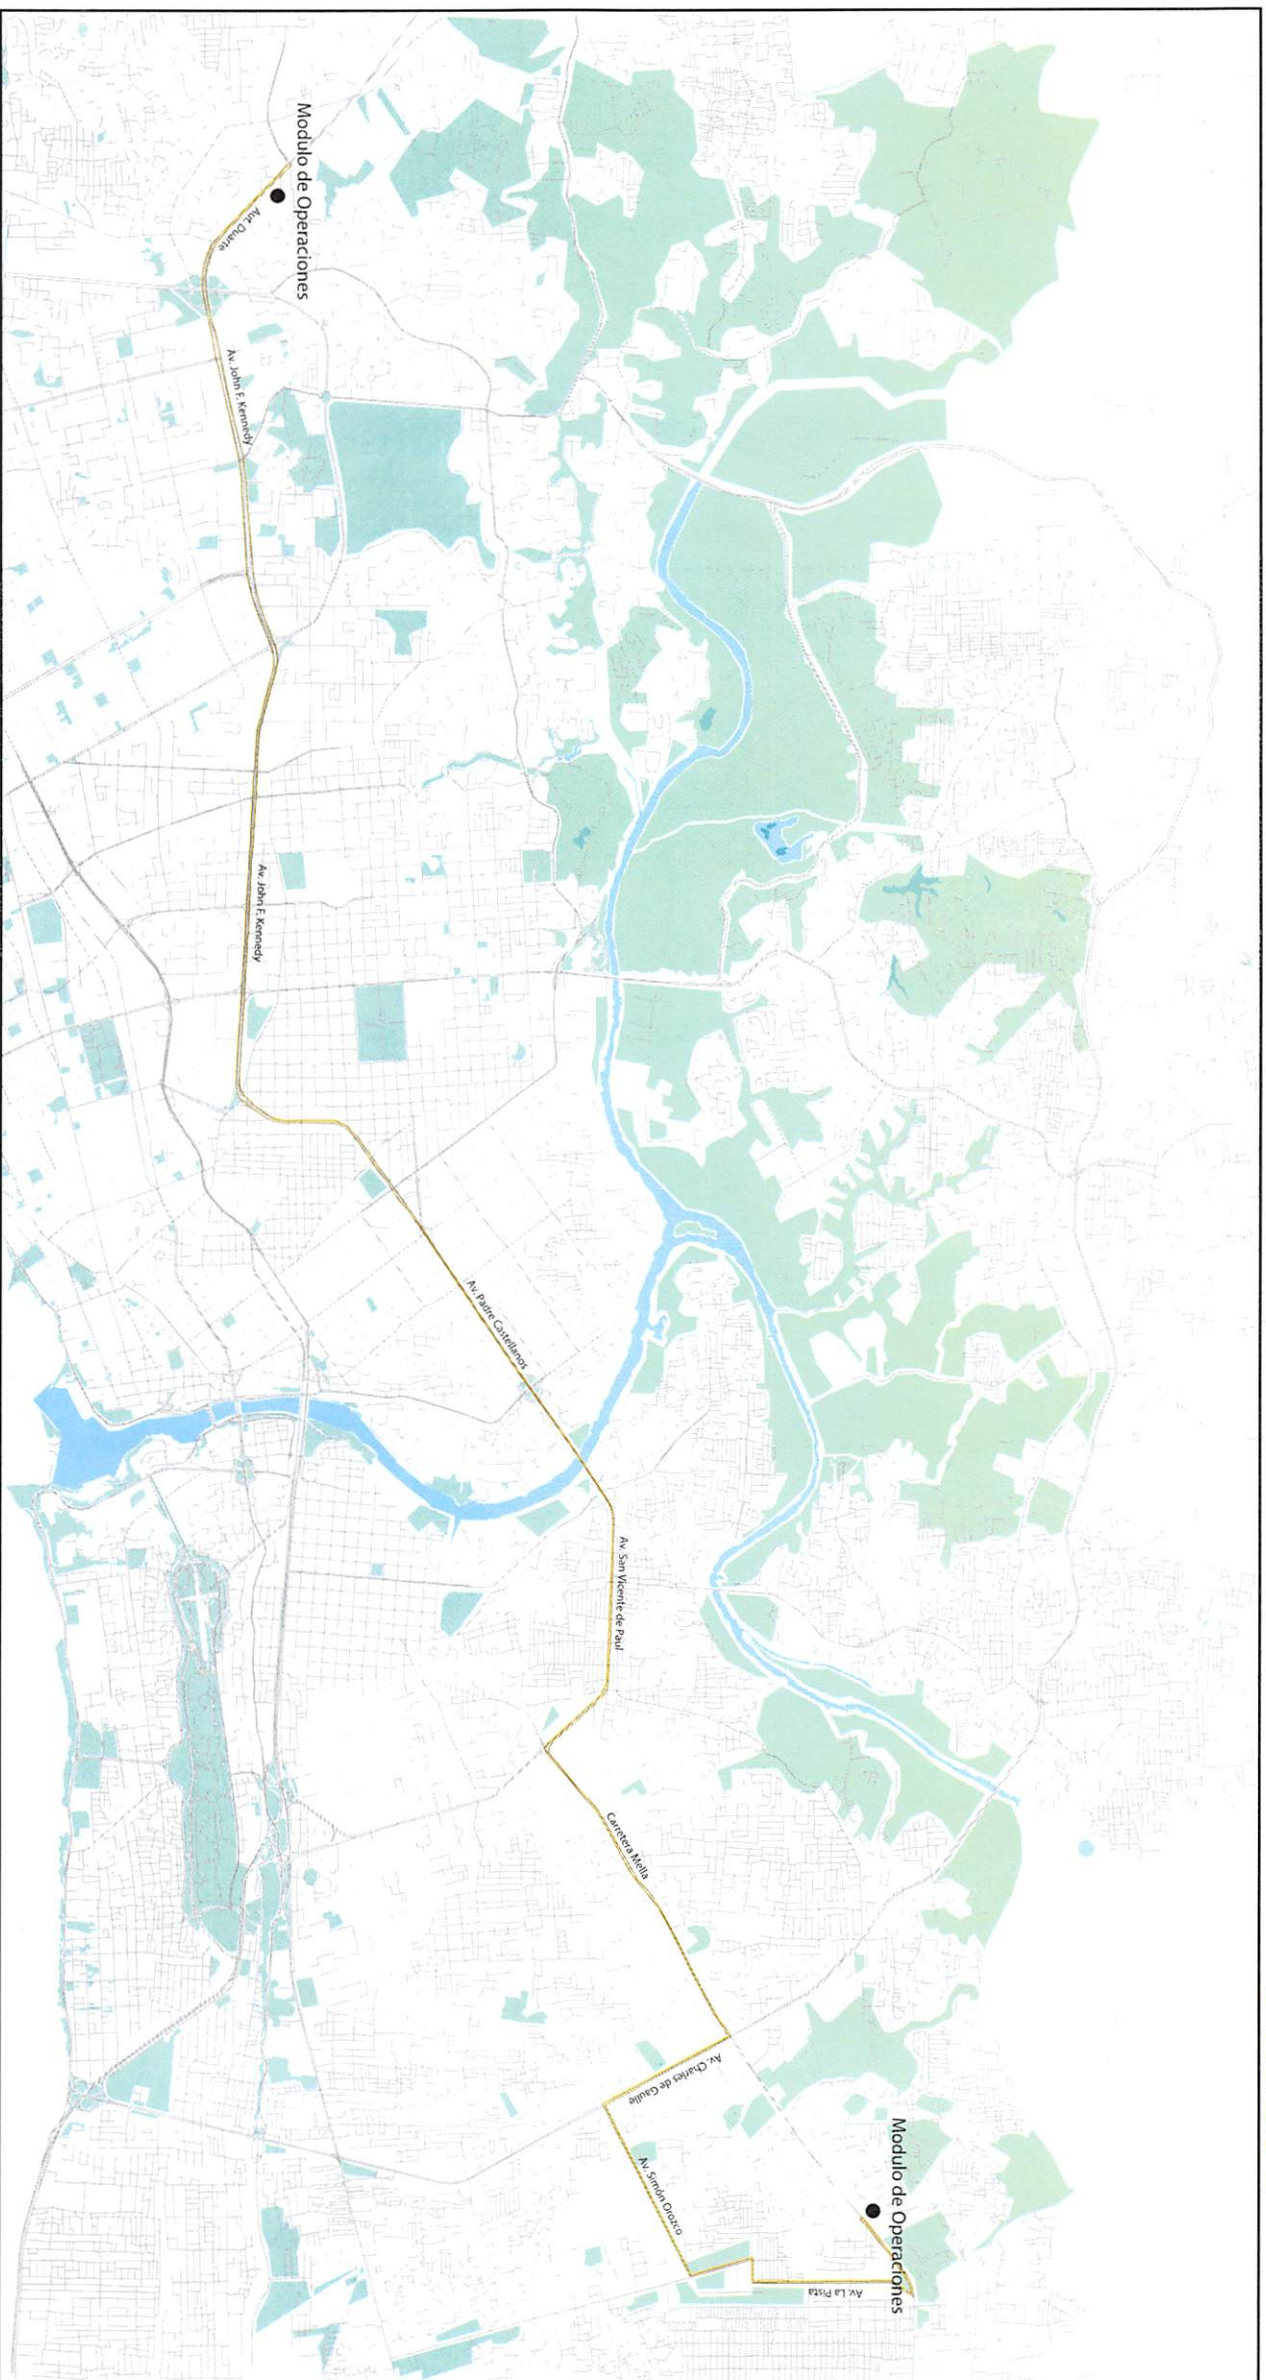 Modulo de Operaciones
Aut. Duarte
Av. John F. Kennedy
Av. John F. Kennedy
Av. Padre Castellanos
Av. San Vicente de Paul
Carretera Mella
Av. Charles de Gaulle
Av. Simón Orozco
Av. La Pista
Modulo de Operaciones